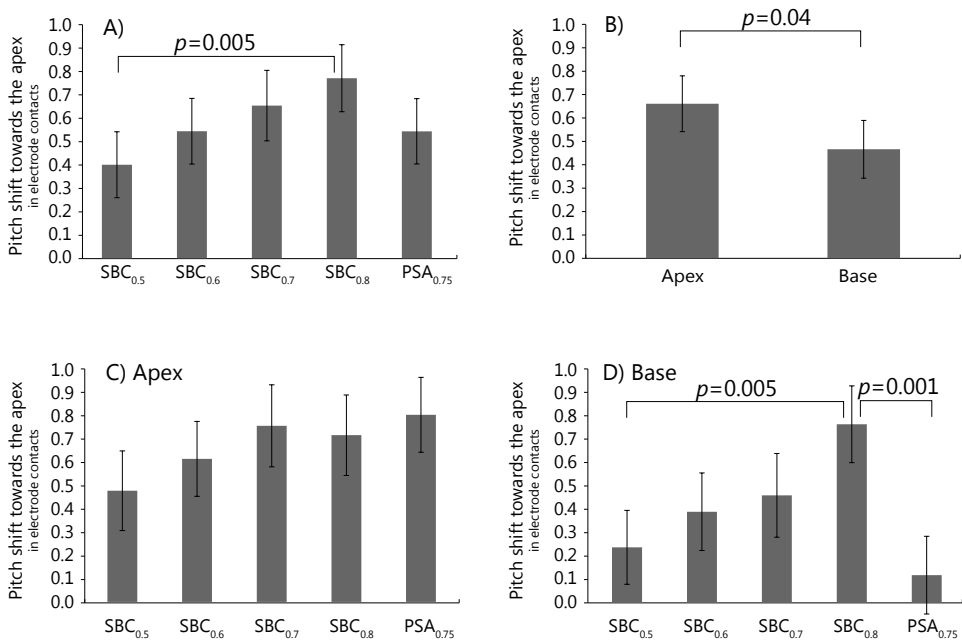 A)
p=0.005
Pitch shift towards the apex
in electrode contacts
1.0
0.9
0.8
0.7
0.6
0.5
0.4
0.3
0.2
0.1
0.0
SBC0.5 SBC0.6 SBC0.7 SBC0.8 PSA0.75
B)
p=0.04
Pitch shift towards the apex
in electrode contacts
1.0
0.9
0.8
0.7
0.6
0.5
0.4
0.3
0.2
0.1
0.0
Apex Base
C) Apex
Pitch shift towards the apex
in electrode contacts
1.0
0.9
0.8
0.7
0.6
0.5
0.4
0.3
0.2
0.1
0.0
SBC0.5 SBC0.6 SBC0.7 SBC0.8 PSA0.75
D) Base
p=0.005 p=0.001
Pitch shift towards the apex
in electrode contacts
1.0
0.9
0.8
0.7
0.6
0.5
0.4
0.3
0.2
0.1
0.0
SBC0.5 SBC0.6 SBC0.7 SBC0.8 PSA0.75